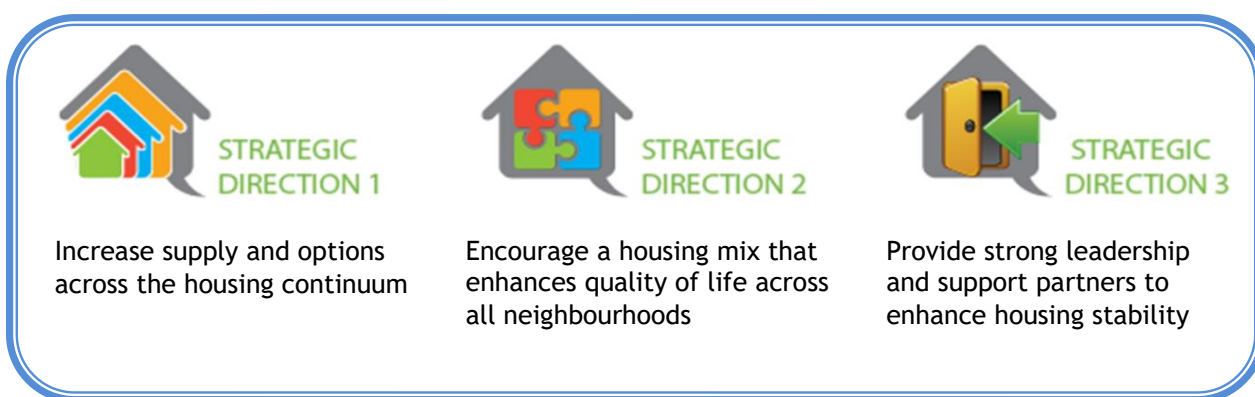 STRATEGIC
DIRECTION 1
Increase supply and options
across the housing continuum
STRATEGIC
DIRECTION 2
Encourage a housing mix that
enhances quality of life across
all neighbourhoods
STRATEGIC
DIRECTION 3
Provide strong leadership
and support partners to
enhance housing stability